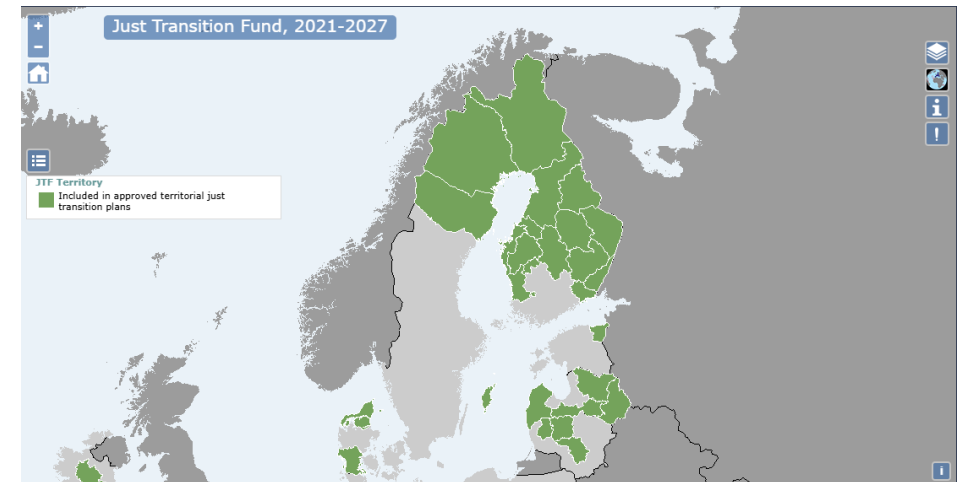 +
Just Transition Fund, 2021-2027
−
i
!
JTF Territory
Included in approved territorial just
transition plans
i